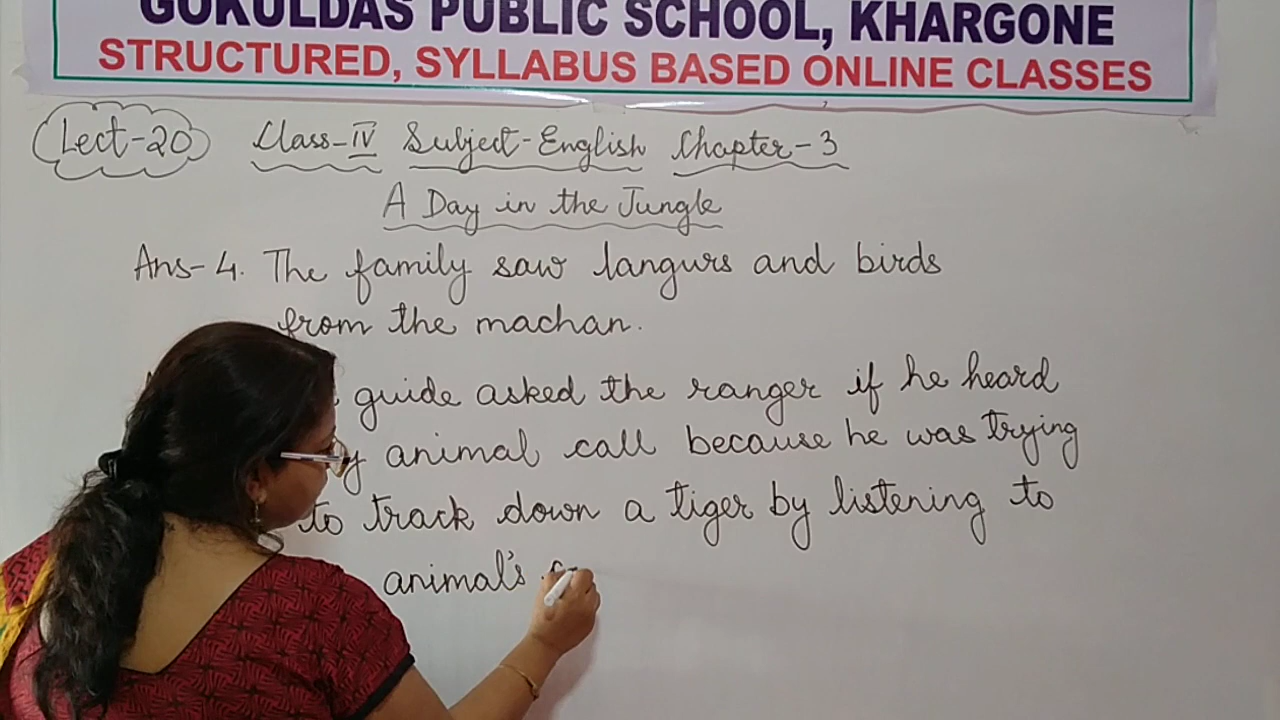 GOKULDAS PUBLIC SCHOOL, KHARGONE
STRUCTURED, SYLLABUS BASED ONLINE CLASSES
Lect-20 Class-IV Subject-English Chapter-3
A Day in the Jungle
Ans-4. The family saw langurs and birds
from the machan.
guide asked the ranger if he heard
animal call because he was trying
to track down a tiger by listening to
animal's